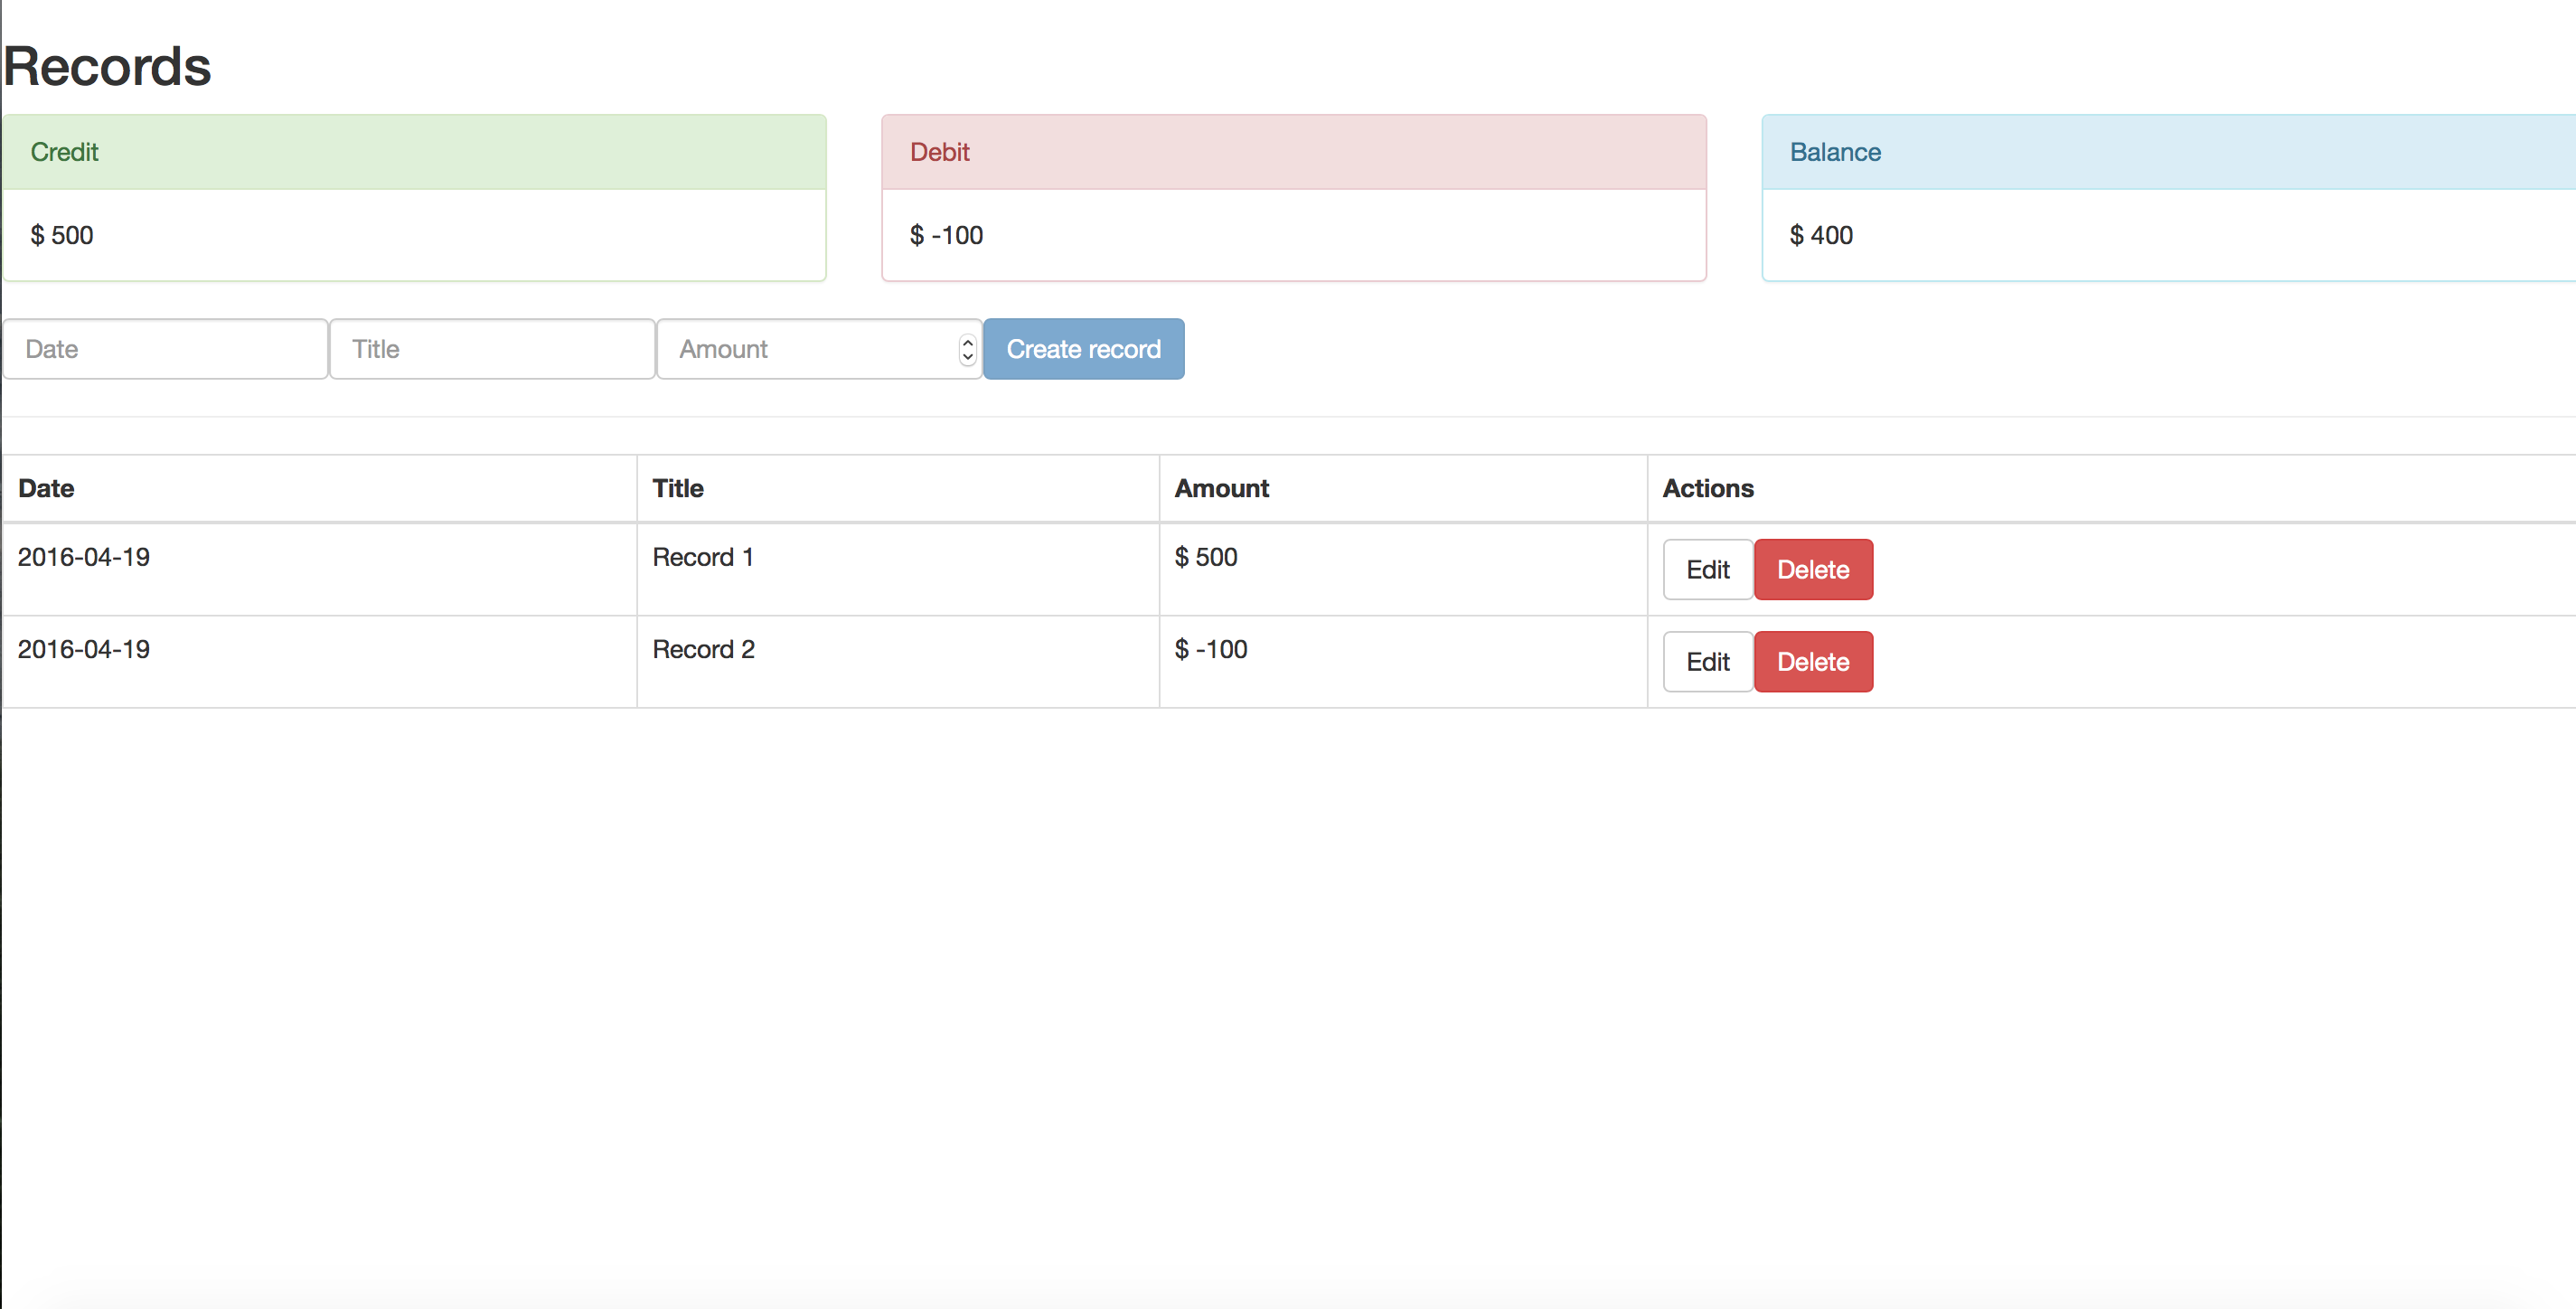 Records
Credit Debit Balance
$ 500 $ -100 $ 400
Date Title Amount Create record
Date Title Amount Actions
2016-04-19 Record 1 $ 500 Edit Delete
2016-04-19 Record 2 $ -100 Edit Delete